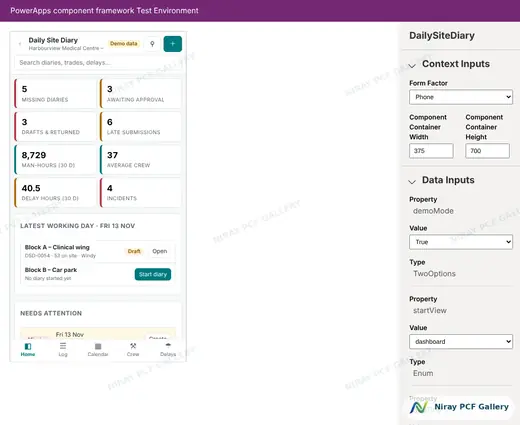 PowerApps component framework Test Environment
Daily Site Diary
Harbourview Medical Centre –
Demo data
Search diaries, trades, delays...
5
MISSING DIARIES
3
AWAITING APPROVAL
3
DRAFTS & RETURNED
6
LATE SUBMISSIONS
8,729
MAN-HOURS (30 D)
37
AVERAGE CREW
40.5
DELAY HOURS (30 D)
4
INCIDENTS
LATEST WORKING DAY · FRI 13 NOV
Block A – Clinical wing
DSD-0054 · 53 on site · Windy
Draft
Open
Block B – Car park
No diary started yet
Start diary
NEEDS ATTENTION
Fri 13 Nov
Home
Log
Calendar
Crew
Delays
DailySiteDiary
Context Inputs
Form Factor
Phone
Component Container Width
Component Container Height
375
700
Data Inputs
Property
demoMode
Value
True
Type
TwoOptions
Property
startView
Value
dashboard
Type
Enum
Property
Niray PCF Gallery
NIRAY PCF GALLERY